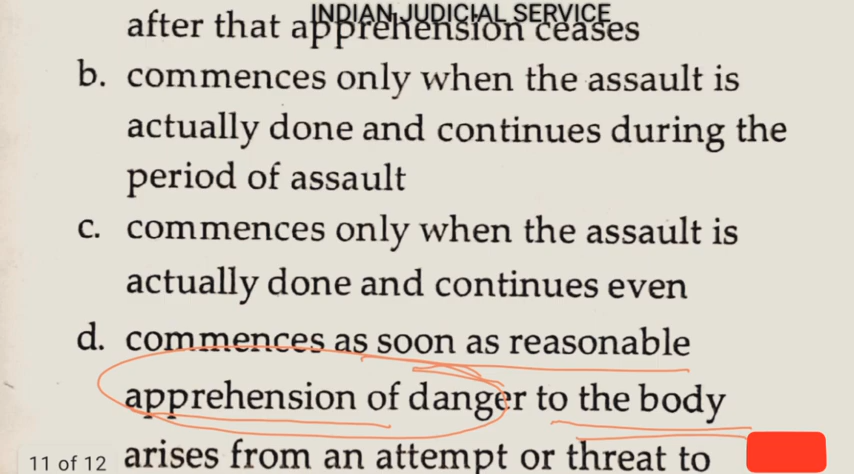 INDIAN JUDICIAL SERVICE
after that apprehension ceases
b. commences only when the assault is
actually done and continues during the
period of assault
c. commences only when the assault is
actually done and continues even
d. commences as soon as reasonable
apprehension of danger to the body
arises from an attempt or threat to
11 of 12